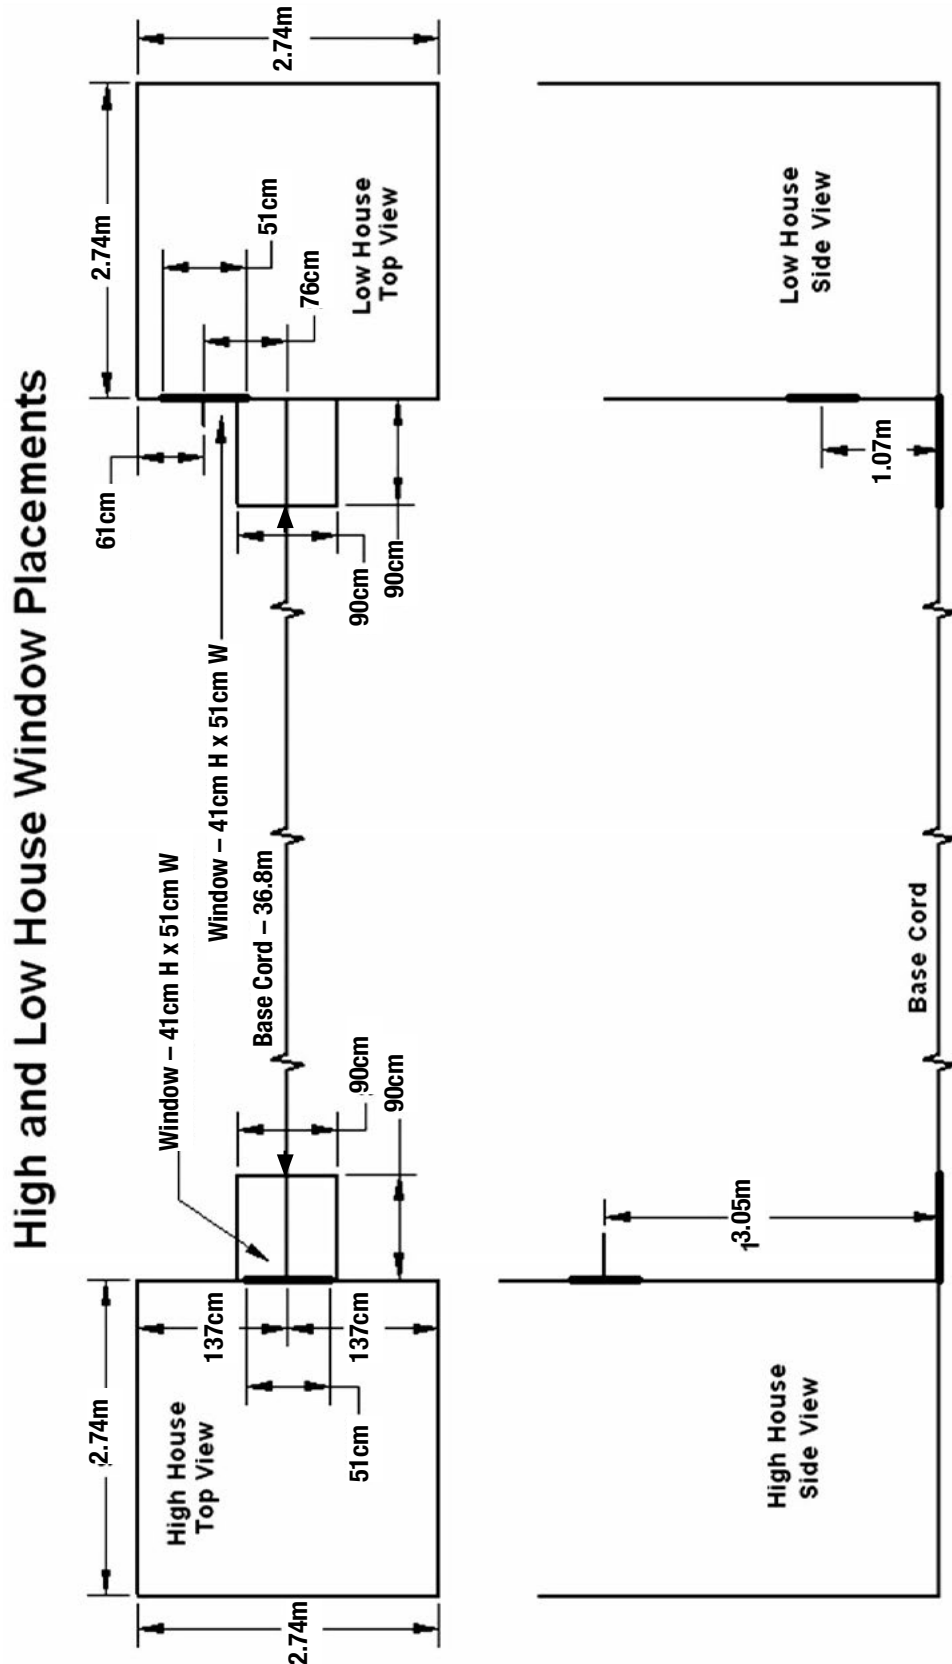 High and Low House Window Placements
2.74m
2.74m
High House
Top View
137cm
137cm
51cm
90cm
90cm
Window – 41cm H x 51cm W
Base Cord – 36.8m
Window – 41cm H x 51cm W
61cm
90cm
90cm
2.74m
51cm
76cm
Low House
Top View
2.74m
High House
Side View
3.05m
Base Cord
1.07m
Low House
Side View